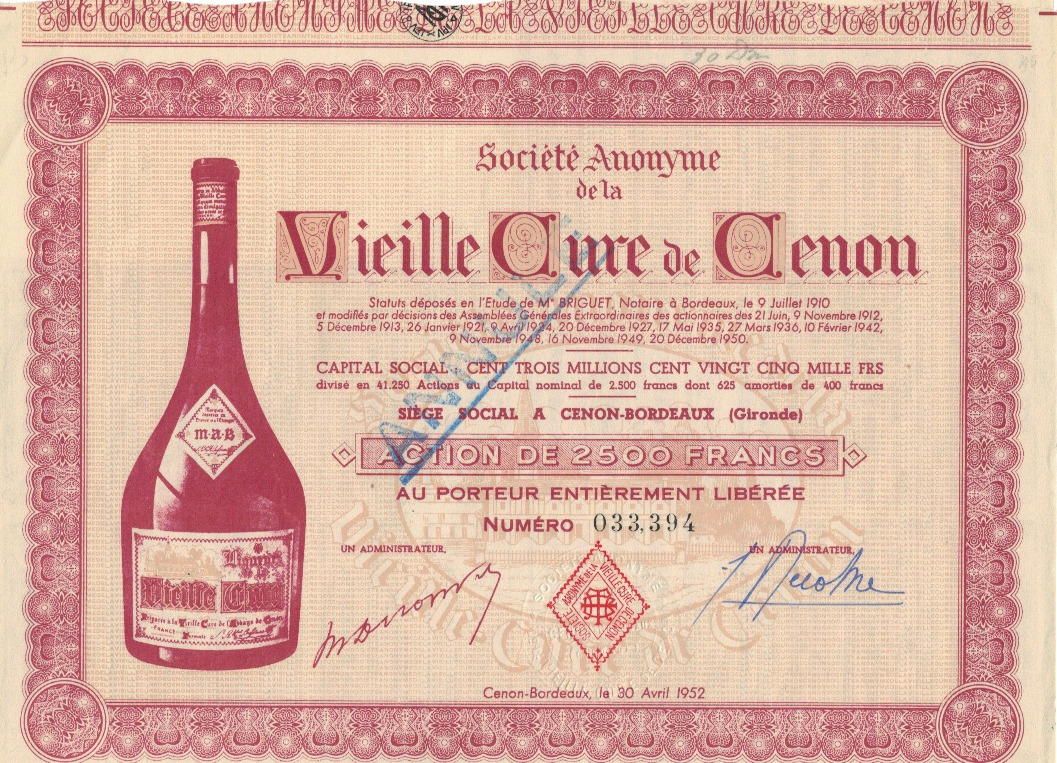 Société Anonyme
de la
Vieille Cure de Cenon
Statuts déposés en l'Etude de Me BRIGUET, Notaire à Bordeaux, le 9 Juillet 1910
et modifiés par décisions des Assemblées Générales Extraordinaires des actionnaires des 21 Juin, 9 Novembre 1912,
5 Décembre 1913, 26 Janvier 1921, 9 Avril 1924, 20 Décembre 1927, 17 Mai 1935, 27 Mars 1936, 10 Février 1942,
9 Novembre 1948, 16 Novembre 1949, 20 Décembre 1950.
CAPITAL SOCIAL CENT TROIS MILLIONS CENT VINGT CINQ MILLE FRS
divisé en 41.250 Actions du Capital nominal de 2.500 francs dont 625 amorties de 400 francs
SIÈGE SOCIAL A CENON-BORDEAUX (Gironde)
ANNULÉ
ACTION DE 2500 FRANCS
AU PORTEUR ENTIÈREMENT LIBÉRÉE
NUMÉRO 033,394
UN ADMINISTRATEUR,
UN ADMINISTRATEUR,
Cenon-Bordeaux, le 30 Avril 1952
m·a·B
Liqueur
Vieille Cure
FRANCE